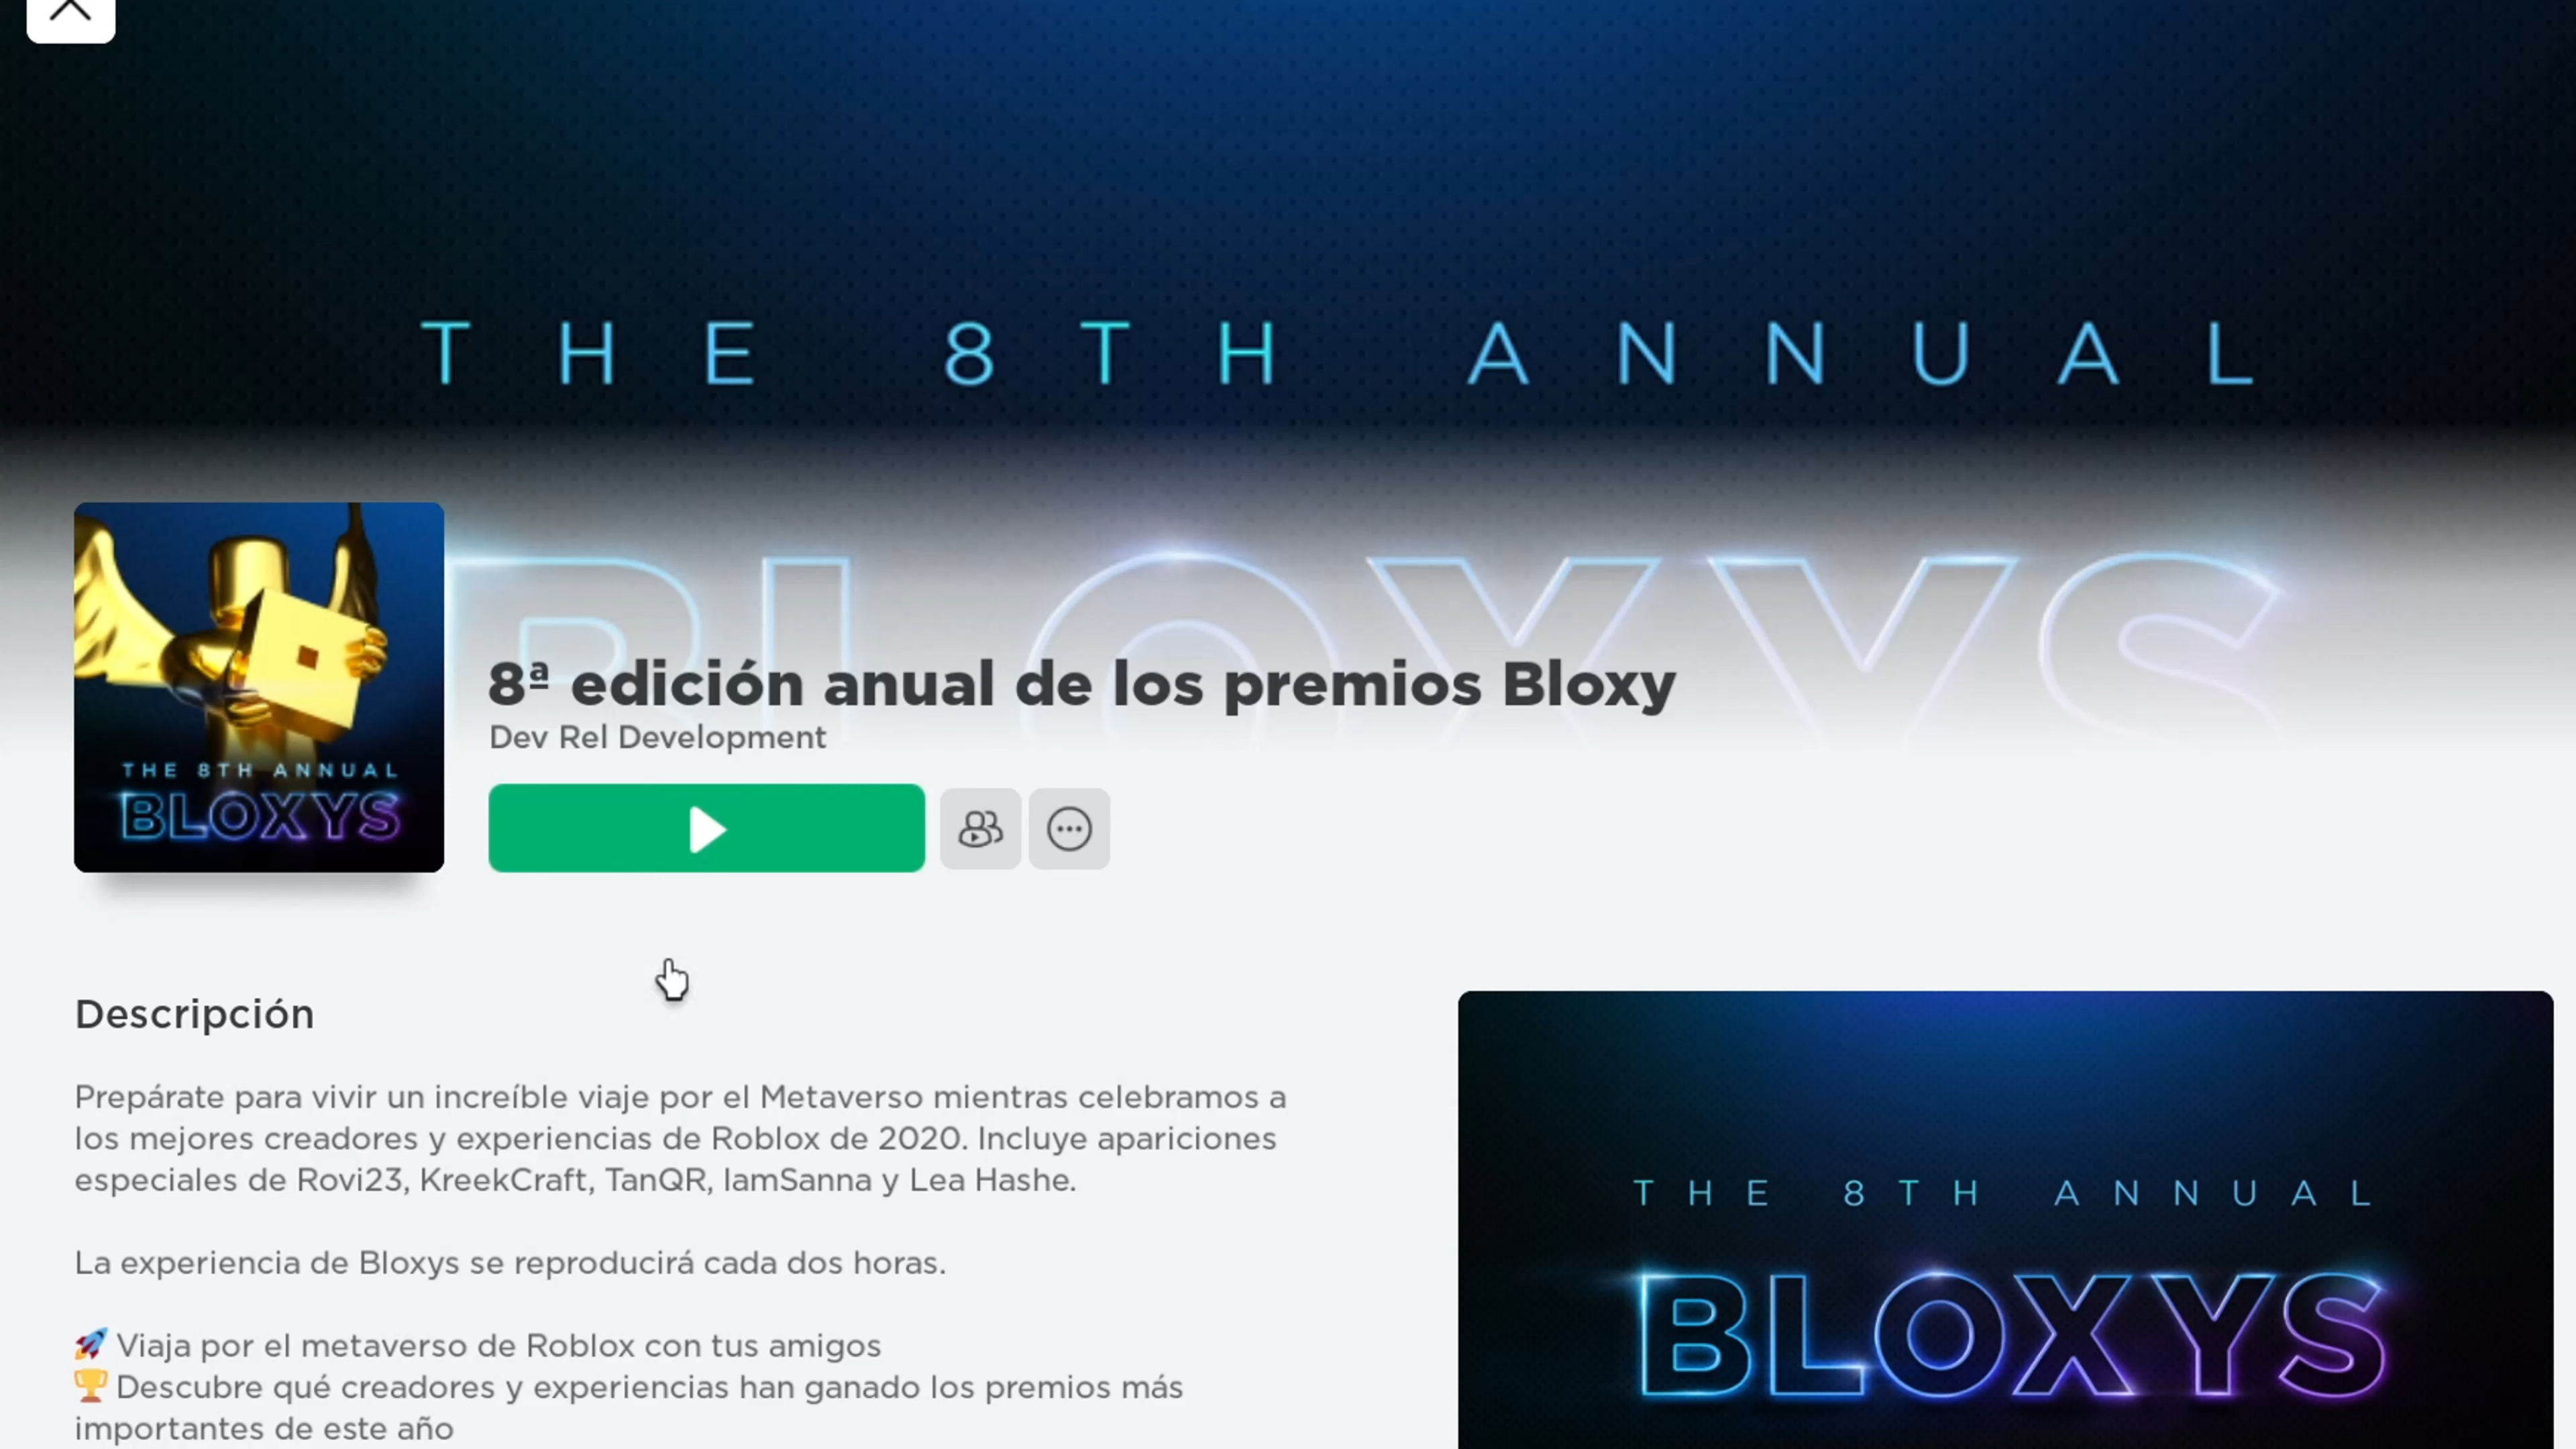 THE 8TH ANNUAL
BLOXYS
THE 8TH ANNUAL
BLOXYS
8ª edición anual de los premios Bloxy
Dev Rel Development
Descripción
Prepárate para vivir un increíble viaje por el Metaverso mientras celebramos a
los mejores creadores y experiencias de Roblox de 2020. Incluye apariciones
especiales de Rovi23, KreekCraft, TanQR, IamSanna y Lea Hashe.
La experiencia de Bloxys se reproducirá cada dos horas.
🚀 Viaja por el metaverso de Roblox con tus amigos
🏆 Descubre qué creadores y experiencias han ganado los premios más
importantes de este año
THE 8TH ANNUAL
BLOXYS